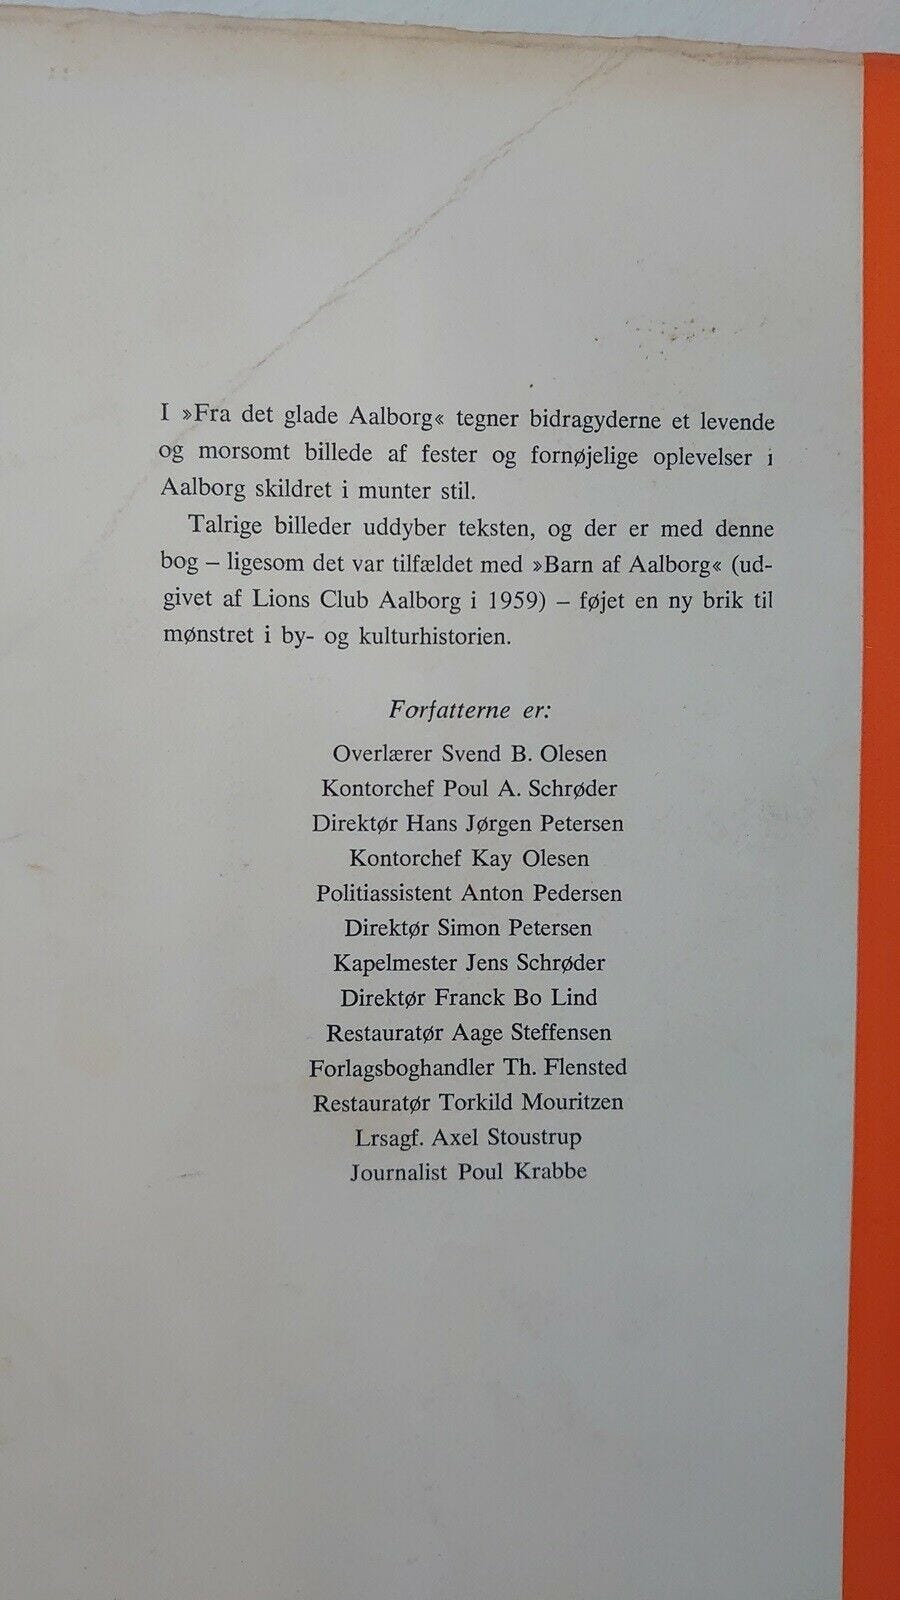 I »Fra det glade Aalborg« tegner bidragyderne et levende
og morsomt billede af fester og fornøjelige oplevelser i
Aalborg skildret i munter stil.
Talrige billeder uddyber teksten, og der er med denne
bog – ligesom det var tilfældet med »Barn af Aalborg« (ud-
givet af Lions Club Aalborg i 1959) – føjet en ny brik til
mønstret i by- og kulturhistorien.
Forfatterne er:
Overlærer Svend B. Olesen
Kontorchef Poul A. Schrøder
Direktør Hans Jørgen Petersen
Kontorchef Kay Olesen
Politiassistent Anton Pedersen
Direktør Simon Petersen
Kapelmester Jens Schrøder
Direktør Franck Bo Lind
Restauratør Aage Steffensen
Forlagsboghandler Th. Flensted
Restauratør Torkild Mouritzen
Lrsagf. Axel Stoustrup
Journalist Poul Krabbe